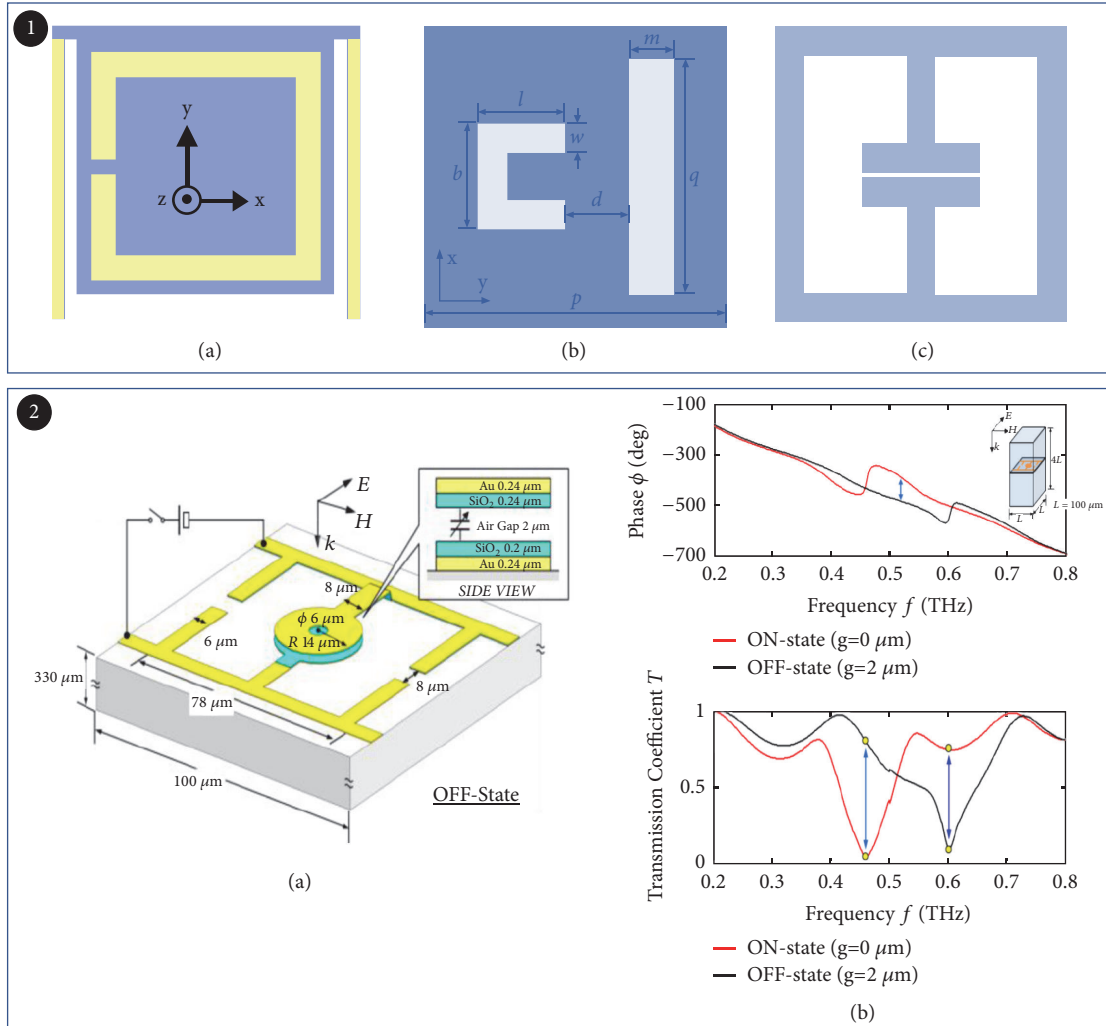 1
y
z
x
(a)
l
m
w
b
q
d
x
y
p
(b)
(c)
2
E
H
k
Au 0.24 μm
SiO₂ 0.24 μm
Air Gap 2 μm
SiO₂ 0.2 μm
Au 0.24 μm
SIDE VIEW
8 μm
ϕ 6 μm
R 14 μm
6 μm
8 μm
330 μm
78 μm
100 μm
OFF-State
(a)
Phase ϕ (deg)
−100
−300
−500
−700
0.2 0.3 0.4 0.5 0.6 0.7 0.8
Frequency f (THz)
E
H
k
4L
L
L
L = 100 μm
ON-state (g=0 μm)
OFF-state (g=2 μm)
Transmission Coefficient T
1
0.5
0
0.2 0.3 0.4 0.5 0.6 0.7 0.8
Frequency f (THz)
ON-state (g=0 μm)
OFF-state (g=2 μm)
(b)